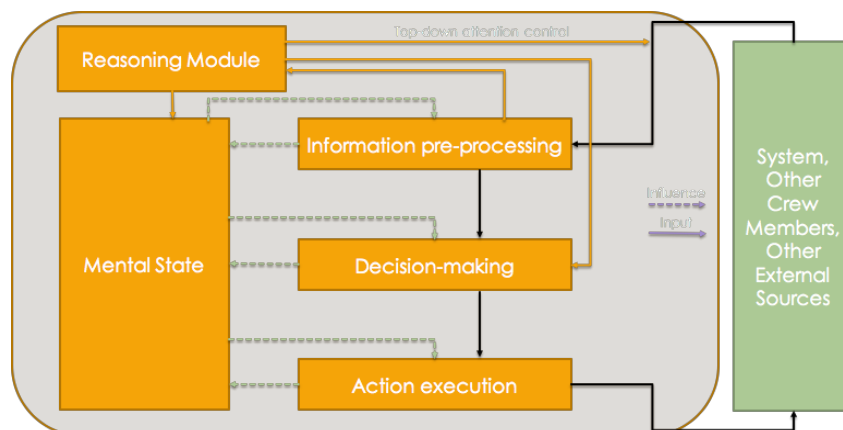 Top-down attention control
Reasoning Module
Information pre-processing
System,
Other
Crew
Members,
Other
External
Sources
Influence
Input
Mental State
Decision-making
Action execution